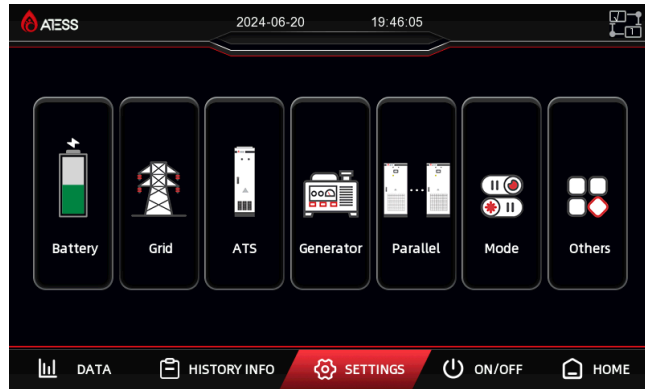 ATESS 2024-06-20 19:46:05
Battery Grid ATS Generator Parallel Mode Others
DATA HISTORY INFO SETTINGS ON/OFF HOME